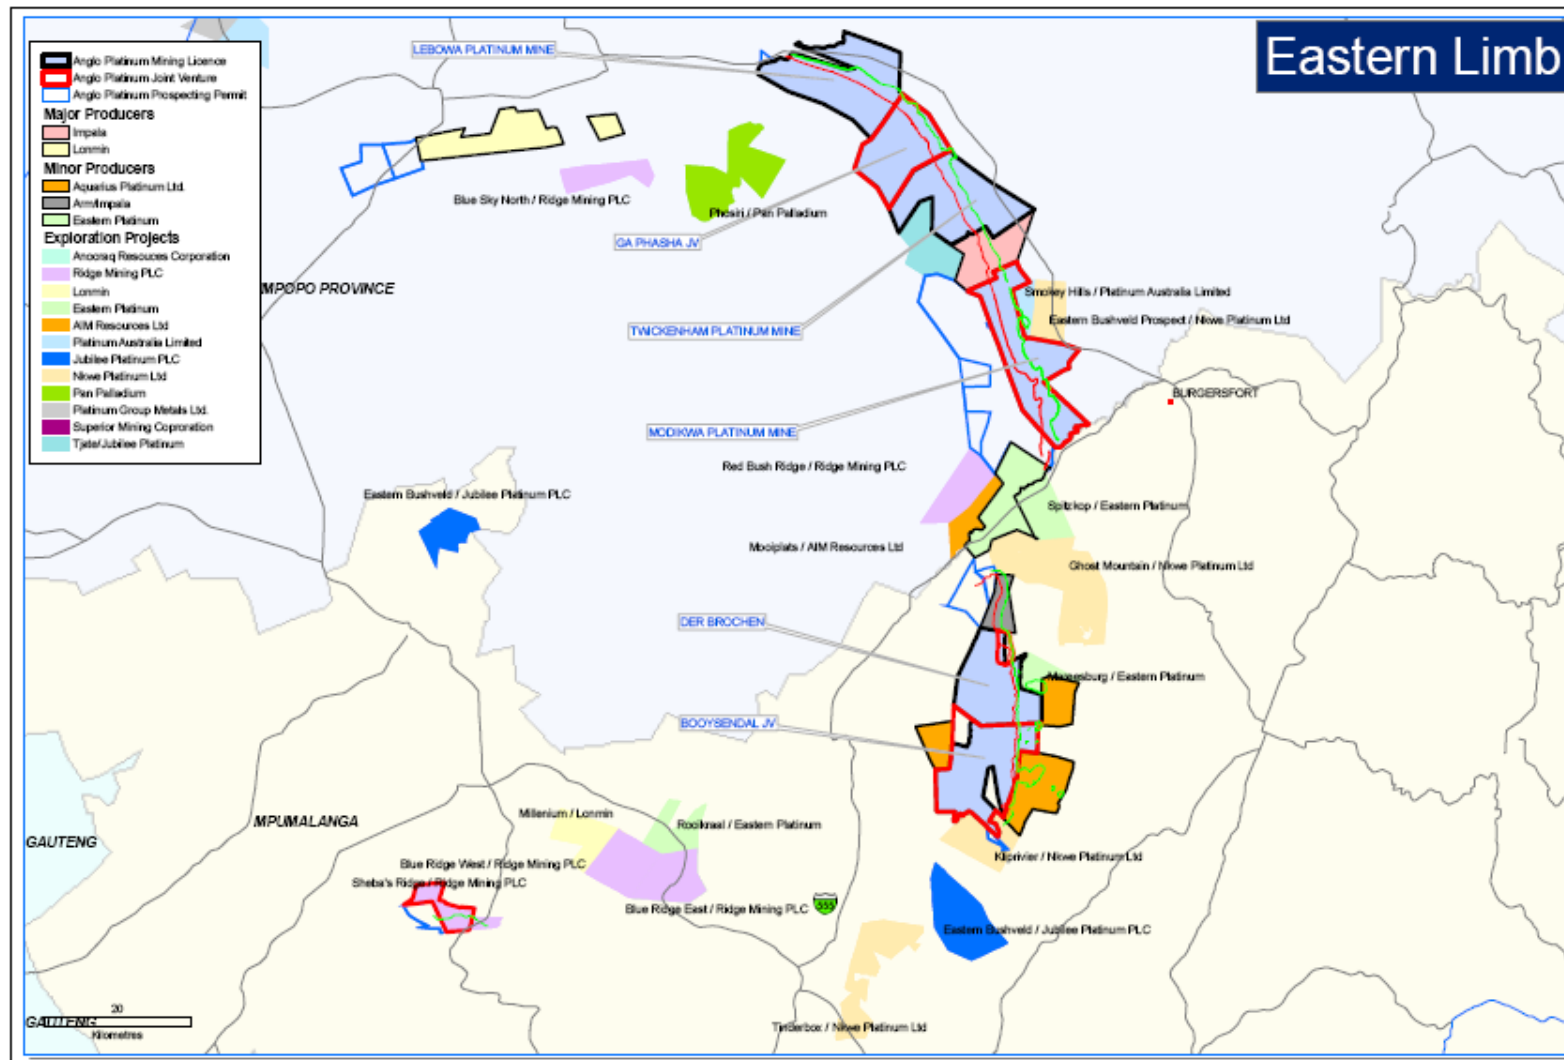 Eastern Limb
Anglo Platinum Mining Licence
Anglo Platinum Joint Venture
Anglo Platinum Prospecting Permit
Major Producers
Impala
Lonmin
Minor Producers
Aquarius Platinum Ltd.
Arm/Impala
Eastern Platinum
Exploration Projects
Anooraq Resouces Corporation
Ridge Mining PLC
Lonmin
Eastern Platinum
AIM Resources Ltd
Platinum Australia Limited
Jubilee Platinum PLC
Nkwe Platinum Ltd
Pan Palladium
Platinum Group Metals Ltd.
Superior Mining Coproration
Tjate/Jubilee Platinum
LEBOWA PLATINUM MINE
Blue Sky North / Ridge Mining PLC
Phosiri / Pan Palladium
GA PHASHA JV
MPOPO PROVINCE
Smokey Hills / Platinum Australia Limited
Eastern Bushveld Prospect / Nkwe Platinum Ltd
TWICKENHAM PLATINUM MINE
BURGERSFORT
MODIKWA PLATINUM MINE
Red Bush Ridge / Ridge Mining PLC
Eastern Bushveld / Jubilee Platinum PLC
Spitzkop / Eastern Platinum
Mooiplats / AIM Resources Ltd
Ghost Mountain / Nkwe Platinum Ltd
DER BROCHEN
Mareesburg / Eastern Platinum
BOOYSENDAL JV
Millenium / Lonmin
MPUMALANGA
Rooikraal / Eastern Platinum
GAUTENG
Blue Ridge West / Ridge Mining PLC
Kliprivier / Nkwe Platinum Ltd
Sheba's Ridge / Ridge Mining PLC
Blue Ridge East / Ridge Mining PLC
555
Eastern Bushveld / Jubilee Platinum PLC
20
GAUTENG
Kilometres
Tinderbox / Nkwe Platinum Ltd